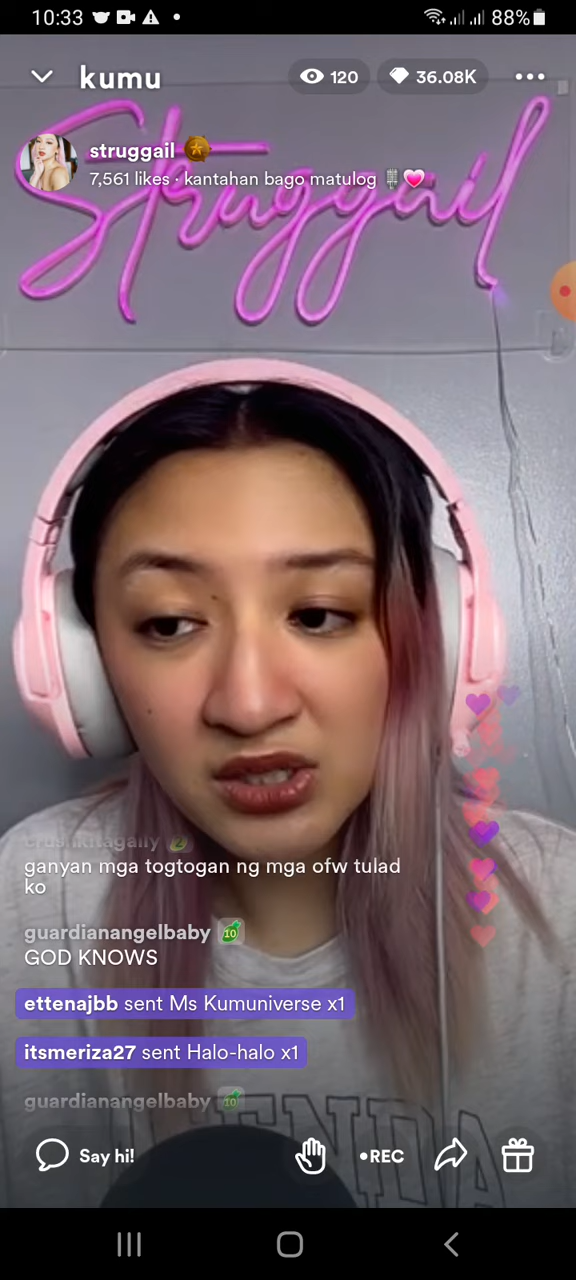 10:33
88%
kumu
120
36.08K
struggail
7,561 likes · kantahan bago matulog 🎙️💗
Struggail
crushkitagaily 2
ganyan mga togtogan ng mga ofw tulad
ko
guardianangelbaby 10
GOD KNOWS
ettenajbb sent Ms Kumuniverse x1
itsmeriza27 sent Halo-halo x1
guardianangelbaby 10
Say hi!
•REC